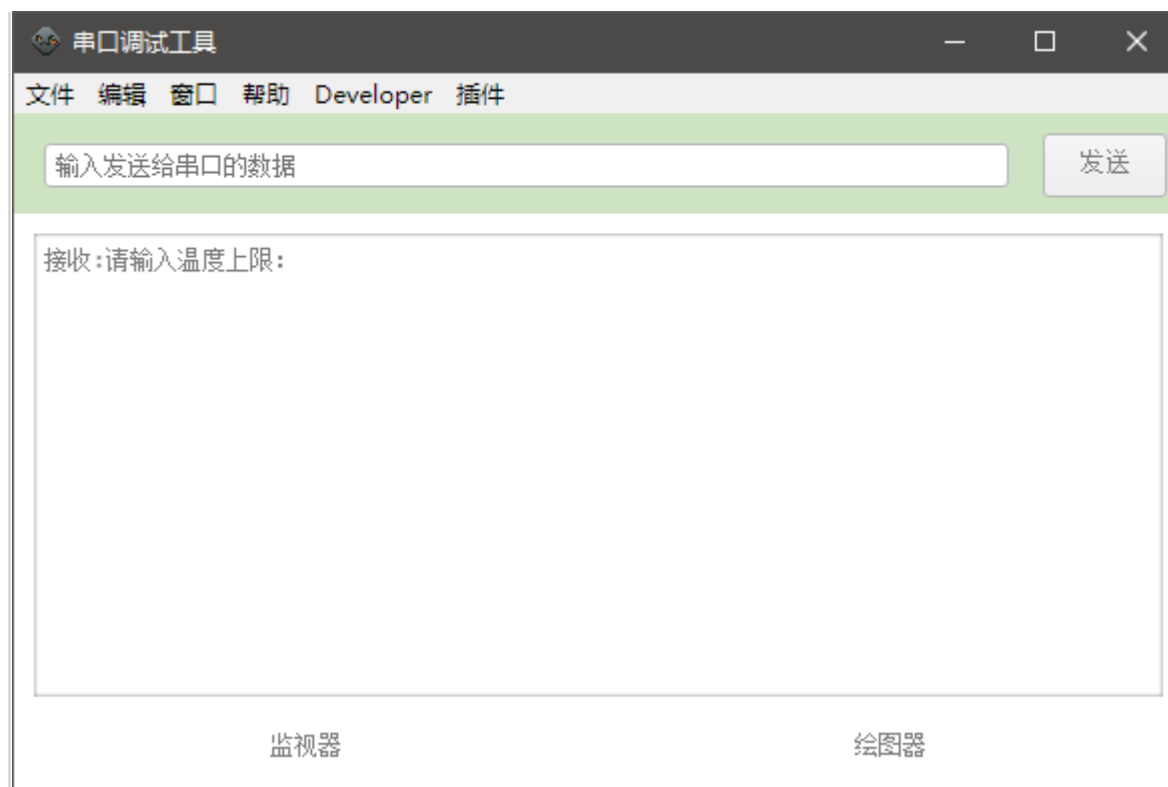 串口调试工具
文件 编辑 窗口 帮助 Developer 插件
输入发送给串口的数据 发送
接收:请输入温度上限:
监视器 绘图器